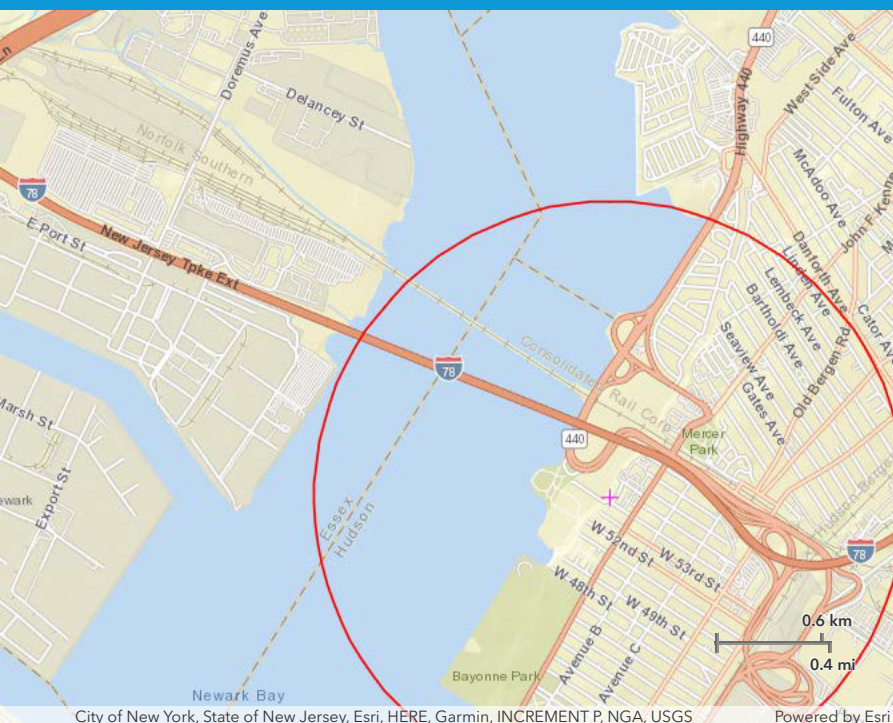 Ln
Doremus Ave
Delancey St
440
Highway 440
West Side Ave
Fulton Ave
McAdoo Ave
Norfolk Southern
78
E Port St
New Jersey Tpke Ext
Danforth Ave
Linden Ave
Lembeck Ave
Bartholdi Ave
Cator Av
Old Bergen Rd
Seaview Ave
Gates Ave
Consolidated Rail Corp
78
440
Mercer
Park
Marsh St
Export St
ewark
Essex
Hudson
W 52nd St
W 53rd St
78
W 48th St
W 49th St
0.6 km
0.4 mi
Avenue B
Avenue C
Bayonne Park
Newark Bay
City of New York, State of New Jersey, Esri, HERE, Garmin, INCREMENT P, NGA, USGS
Powered by Esr